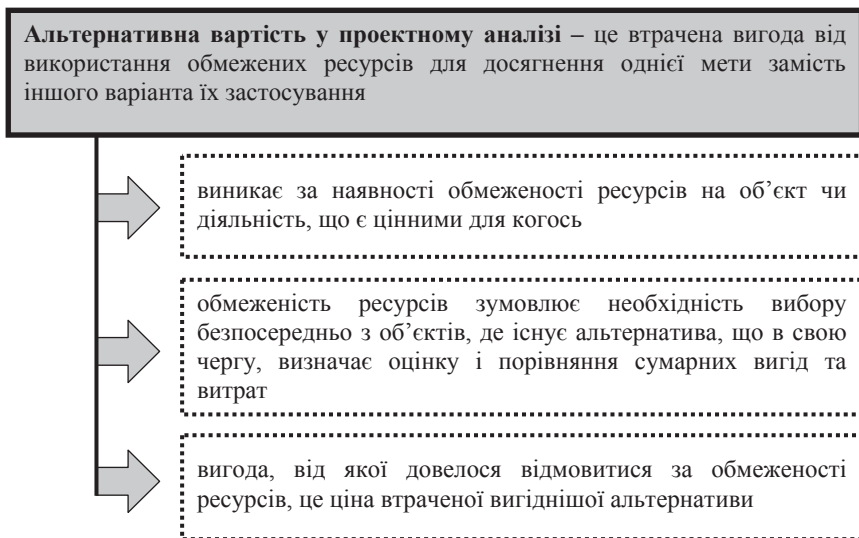 Альтернативна вартість у проектному аналізі – це втрачена вигода від
використання обмежених ресурсів для досягнення однієї мети замість
іншого варіанта їх застосування
виникає за наявності обмеженості ресурсів на об’єкт чи
діяльність, що є цінними для когось
обмеженість ресурсів зумовлює необхідність вибору
безпосередньо з об’єктів, де існує альтернатива, що в свою
чергу, визначає оцінку і порівняння сумарних вигід та
витрат
вигода, від якої довелося відмовитися за обмеженості
ресурсів, це ціна втраченої вигіднішої альтернативи